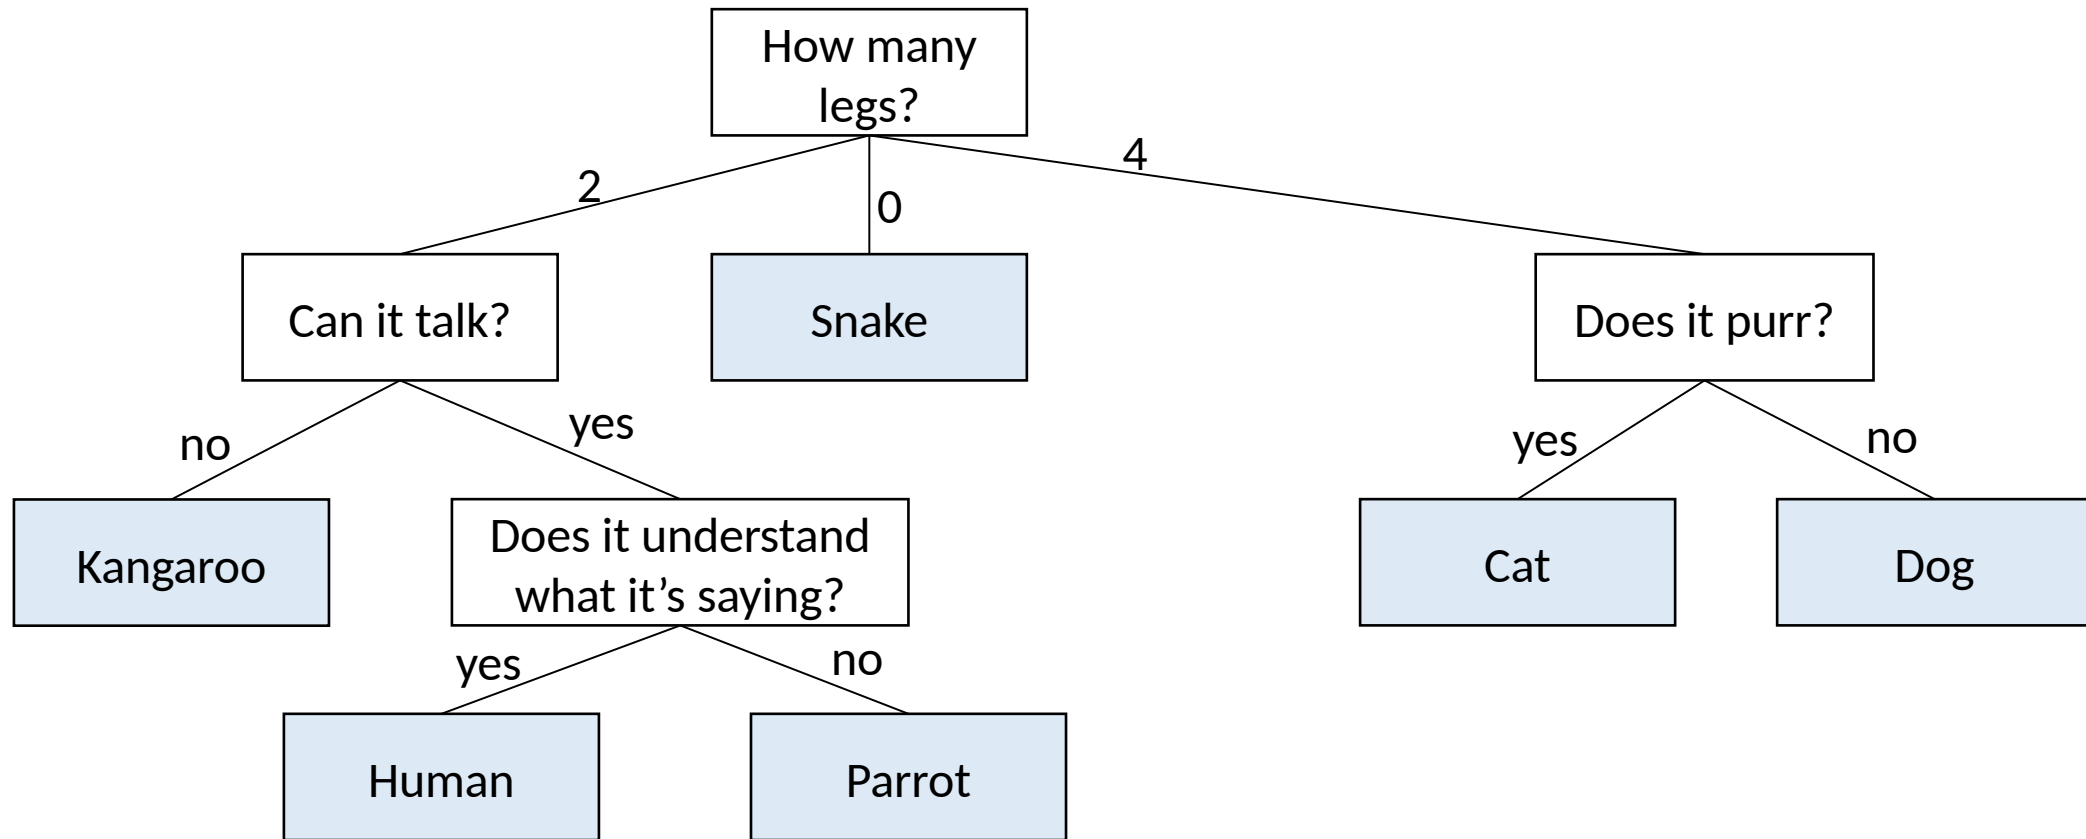 How many
legs?
2
0
4
Can it talk?
Snake
Does it purr?
no
yes
yes
no
Kangaroo
Does it understand
what it’s saying?
Cat
Dog
yes
no
Human
Parrot